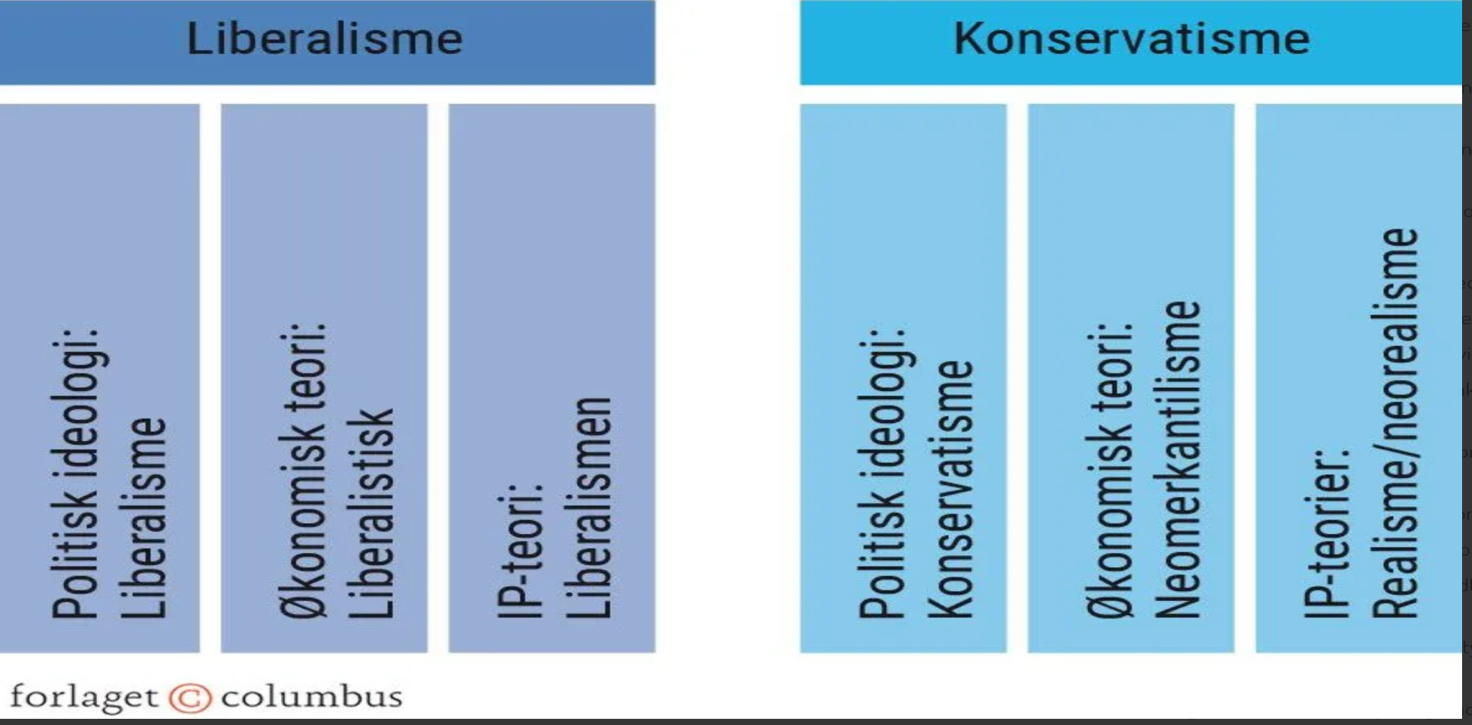 Liberalisme
Politisk ideologi:
Liberalisme
Økonomisk teori:
Liberalistisk
IP-teori:
Liberalismen
Konservatisme
Politisk ideologi:
Konservatisme
Økonomisk teori:
Neomerkantilisme
IP-teorier:
Realisme/neorealisme
forlaget © columbus